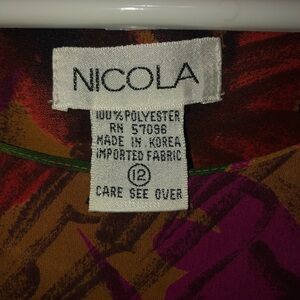 NICOLA
100% POLYESTER
RN 57096
MADE IN KOREA
IMPORTED FABRIC
12
CARE SEE OVER